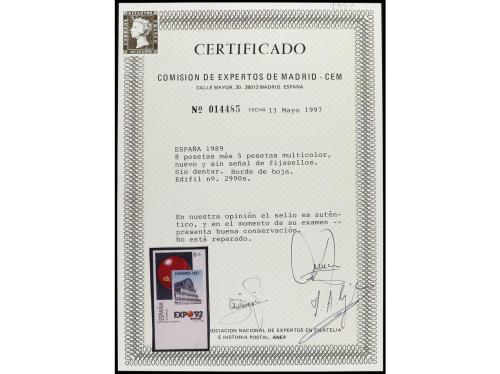 CERTIFICADO
COMISION DE EXPERTOS DE MADRID - CEM
CALLE MAYOR, 30. 28013 MADRID. ESPAÑA
Nº 014485 FECHA 13 Mayo 1997
ESPAÑA 1989
8 pesetas más 5 pesetas multicolor,
nuevo y sin señal de fijasellos.
Sin dentar. Borde de hoja.
Edifil nº. 2990s.
En nuestra opinión el sello es autén-
tico, y en el momento de su examen --
presenta buena conservación.
No está reparado.
LONDRES 1851
ESPAÑA
EXPO'92
ASOCIACION NACIONAL DE EXPERTOS EN FILATELIA
E HISTORIA POSTAL. ANEF